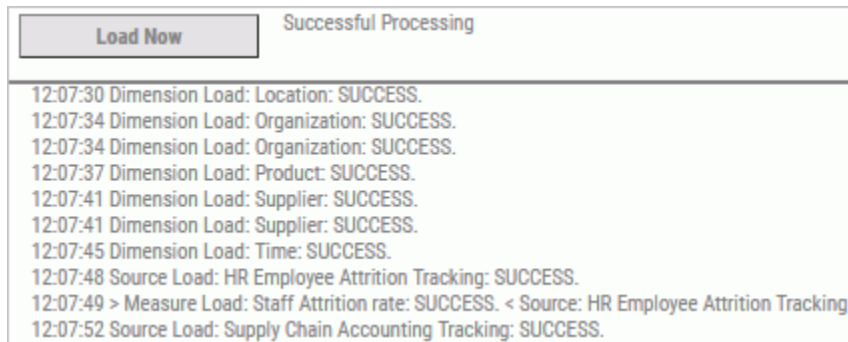 Load Now
Successful Processing
12:07:30 Dimension Load: Location: SUCCESS.
12:07:34 Dimension Load: Organization: SUCCESS.
12:07:34 Dimension Load: Organization: SUCCESS.
12:07:37 Dimension Load: Product: SUCCESS.
12:07:41 Dimension Load: Supplier: SUCCESS.
12:07:41 Dimension Load: Supplier: SUCCESS.
12:07:45 Dimension Load: Time: SUCCESS.
12:07:48 Source Load: HR Employee Attrition Tracking: SUCCESS.
12:07:49 > Measure Load: Staff Attrition rate: SUCCESS. < Source: HR Employee Attrition Tracking
12:07:52 Source Load: Supply Chain Accounting Tracking: SUCCESS.